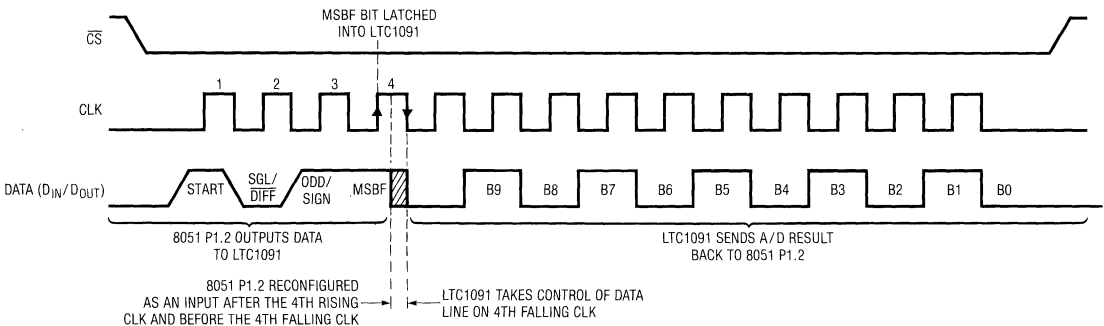 MSBF BIT LATCHED
INTO LTC1091
CS
1 2 3 4
CLK
DATA (DIN/DOUT)
START
SGL/
DIFF
ODD/
SIGN
MSBF
B9 B8 B7 B6 B5 B4 B3 B2 B1 B0
8051 P1.2 OUTPUTS DATA
TO LTC1091
LTC1091 SENDS A/D RESULT
BACK TO 8051 P1.2
8051 P1.2 RECONFIGURED
AS AN INPUT AFTER THE 4TH RISING
CLK AND BEFORE THE 4TH FALLING CLK
LTC1091 TAKES CONTROL OF DATA
LINE ON 4TH FALLING CLK